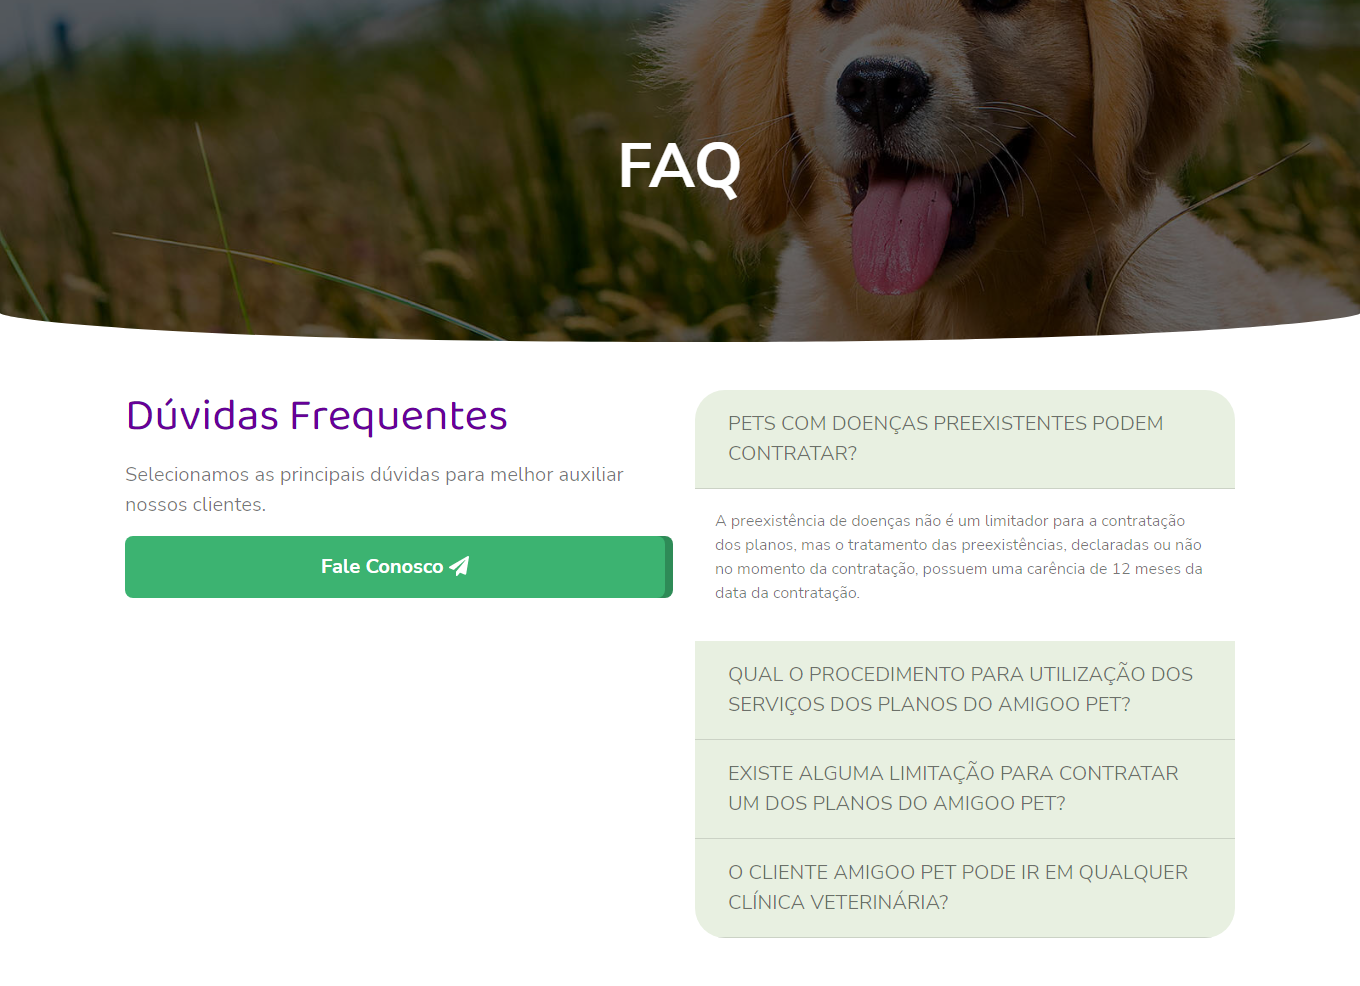 FAQ
Dúvidas Frequentes
Selecionamos as principais dúvidas para melhor auxiliar
nossos clientes.
Fale Conosco
PETS COM DOENÇAS PREEXISTENTES PODEM
CONTRATAR?
A preexistência de doenças não é um limitador para a contratação
dos planos, mas o tratamento das preexistências, declaradas ou não
no momento da contratação, possuem uma carência de 12 meses da
data da contratação.
QUAL O PROCEDIMENTO PARA UTILIZAÇÃO DOS
SERVIÇOS DOS PLANOS DO AMIGOO PET?
EXISTE ALGUMA LIMITAÇÃO PARA CONTRATAR
UM DOS PLANOS DO AMIGOO PET?
O CLIENTE AMIGOO PET PODE IR EM QUALQUER
CLÍNICA VETERINÁRIA?